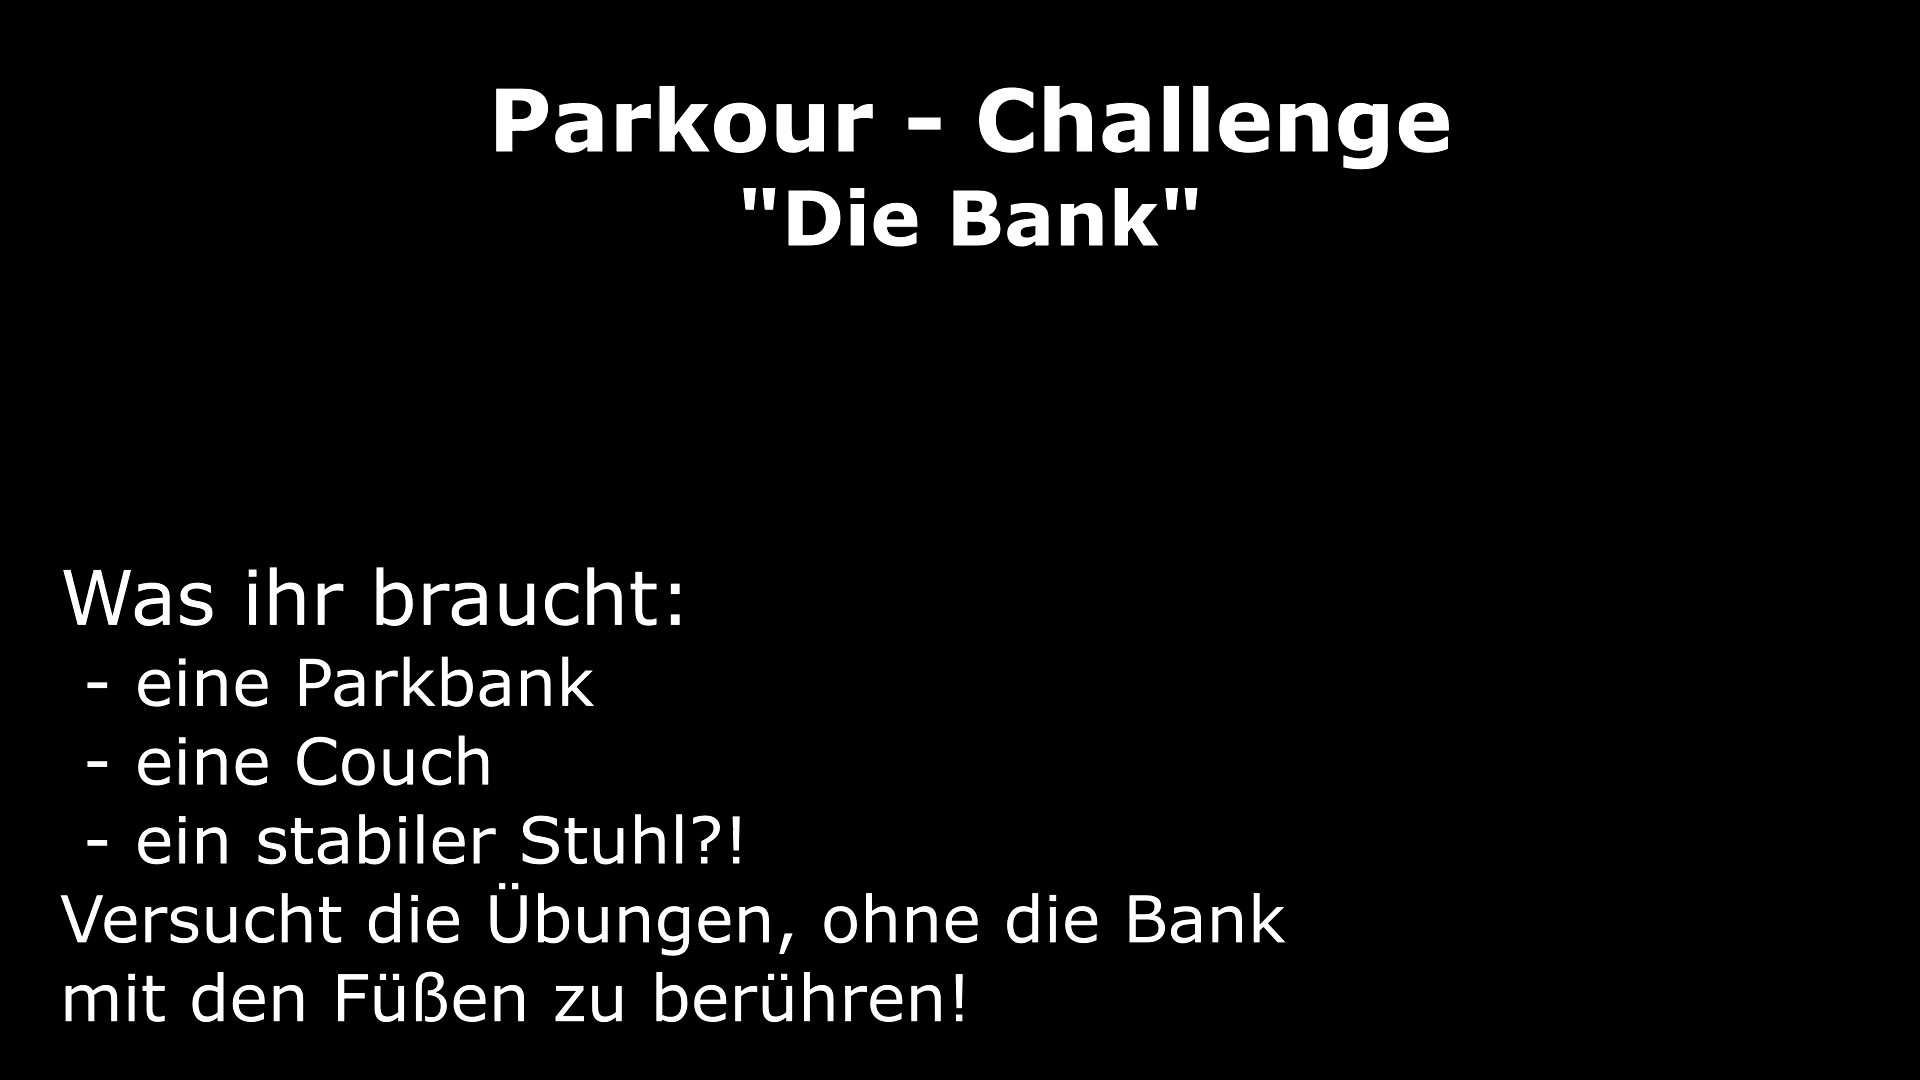 Parkour - Challenge
"Die Bank"
Was ihr braucht:
- eine Parkbank
- eine Couch
- ein stabiler Stuhl?!
Versucht die Übungen, ohne die Bank
mit den Füßen zu berühren!